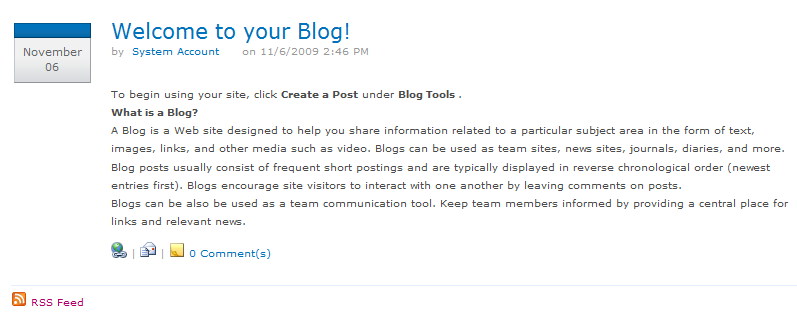 Welcome to your Blog!
November
06
by System Account on 11/6/2009 2:46 PM
To begin using your site, click Create a Post under Blog Tools .
What is a Blog?
A Blog is a Web site designed to help you share information related to a particular subject area in the form of text,
images, links, and other media such as video. Blogs can be used as team sites, news sites, journals, diaries, and more.
Blog posts usually consist of frequent short postings and are typically displayed in reverse chronological order (newest
entries first). Blogs encourage site visitors to interact with one another by leaving comments on posts.
Blogs can be also be used as a team communication tool. Keep team members informed by providing a central place for
links and relevant news.
| | 0 Comment(s)
RSS Feed